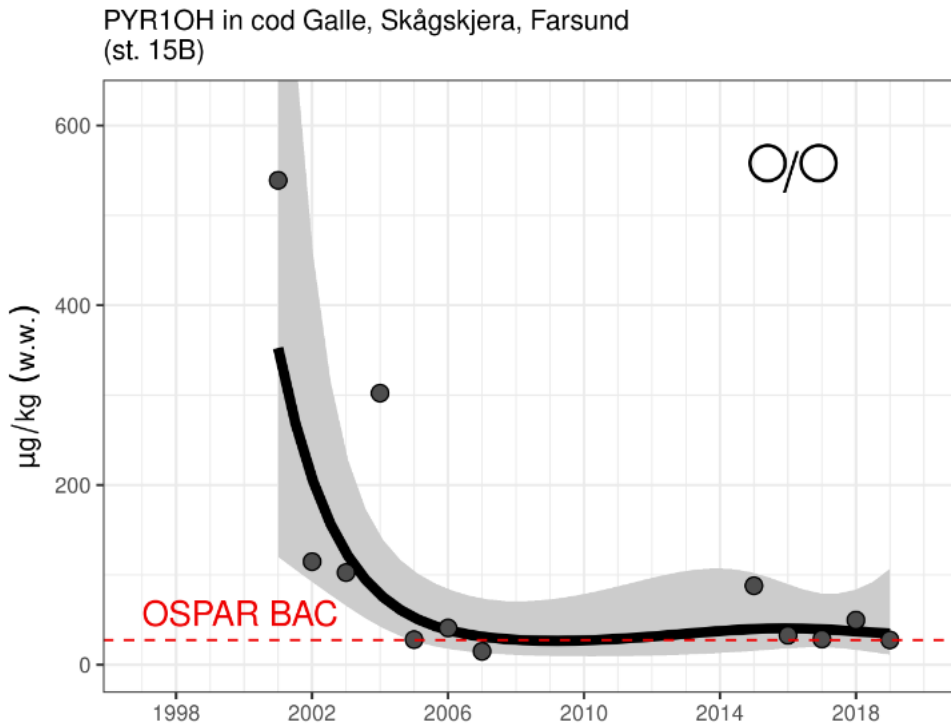 PYR1OH in cod Galle, Skågskjera, Farsund
(st. 15B)
600
400
200
0
µg/kg (w.w.)
○/○
OSPAR BAC
1998
2002
2006
2010
2014
2018